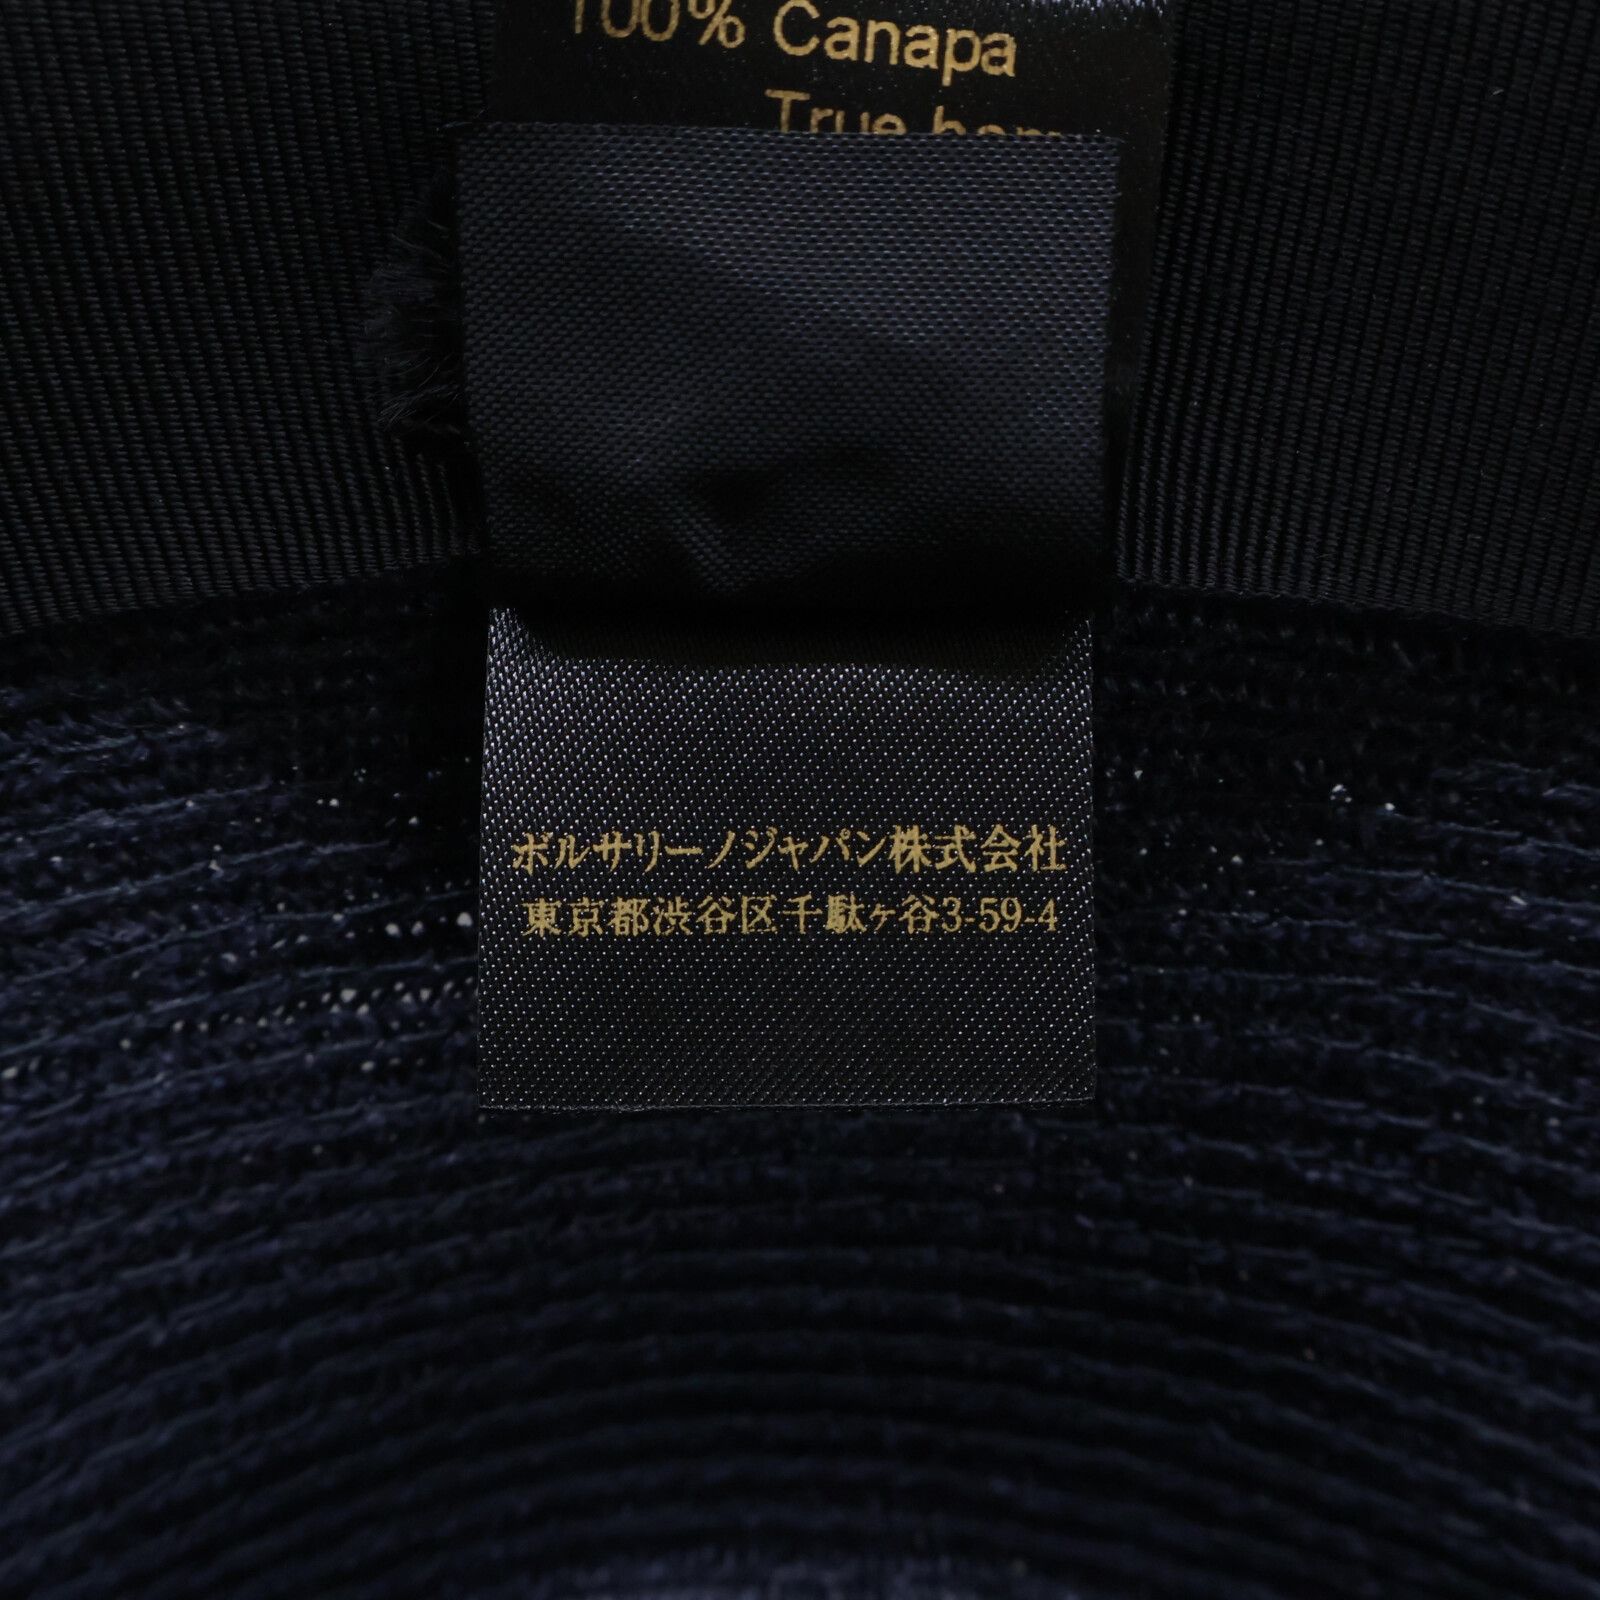 100% Canapa
True
ボルサリーノジャパン株式会社
東京都渋谷区千駄ヶ谷3-59-4